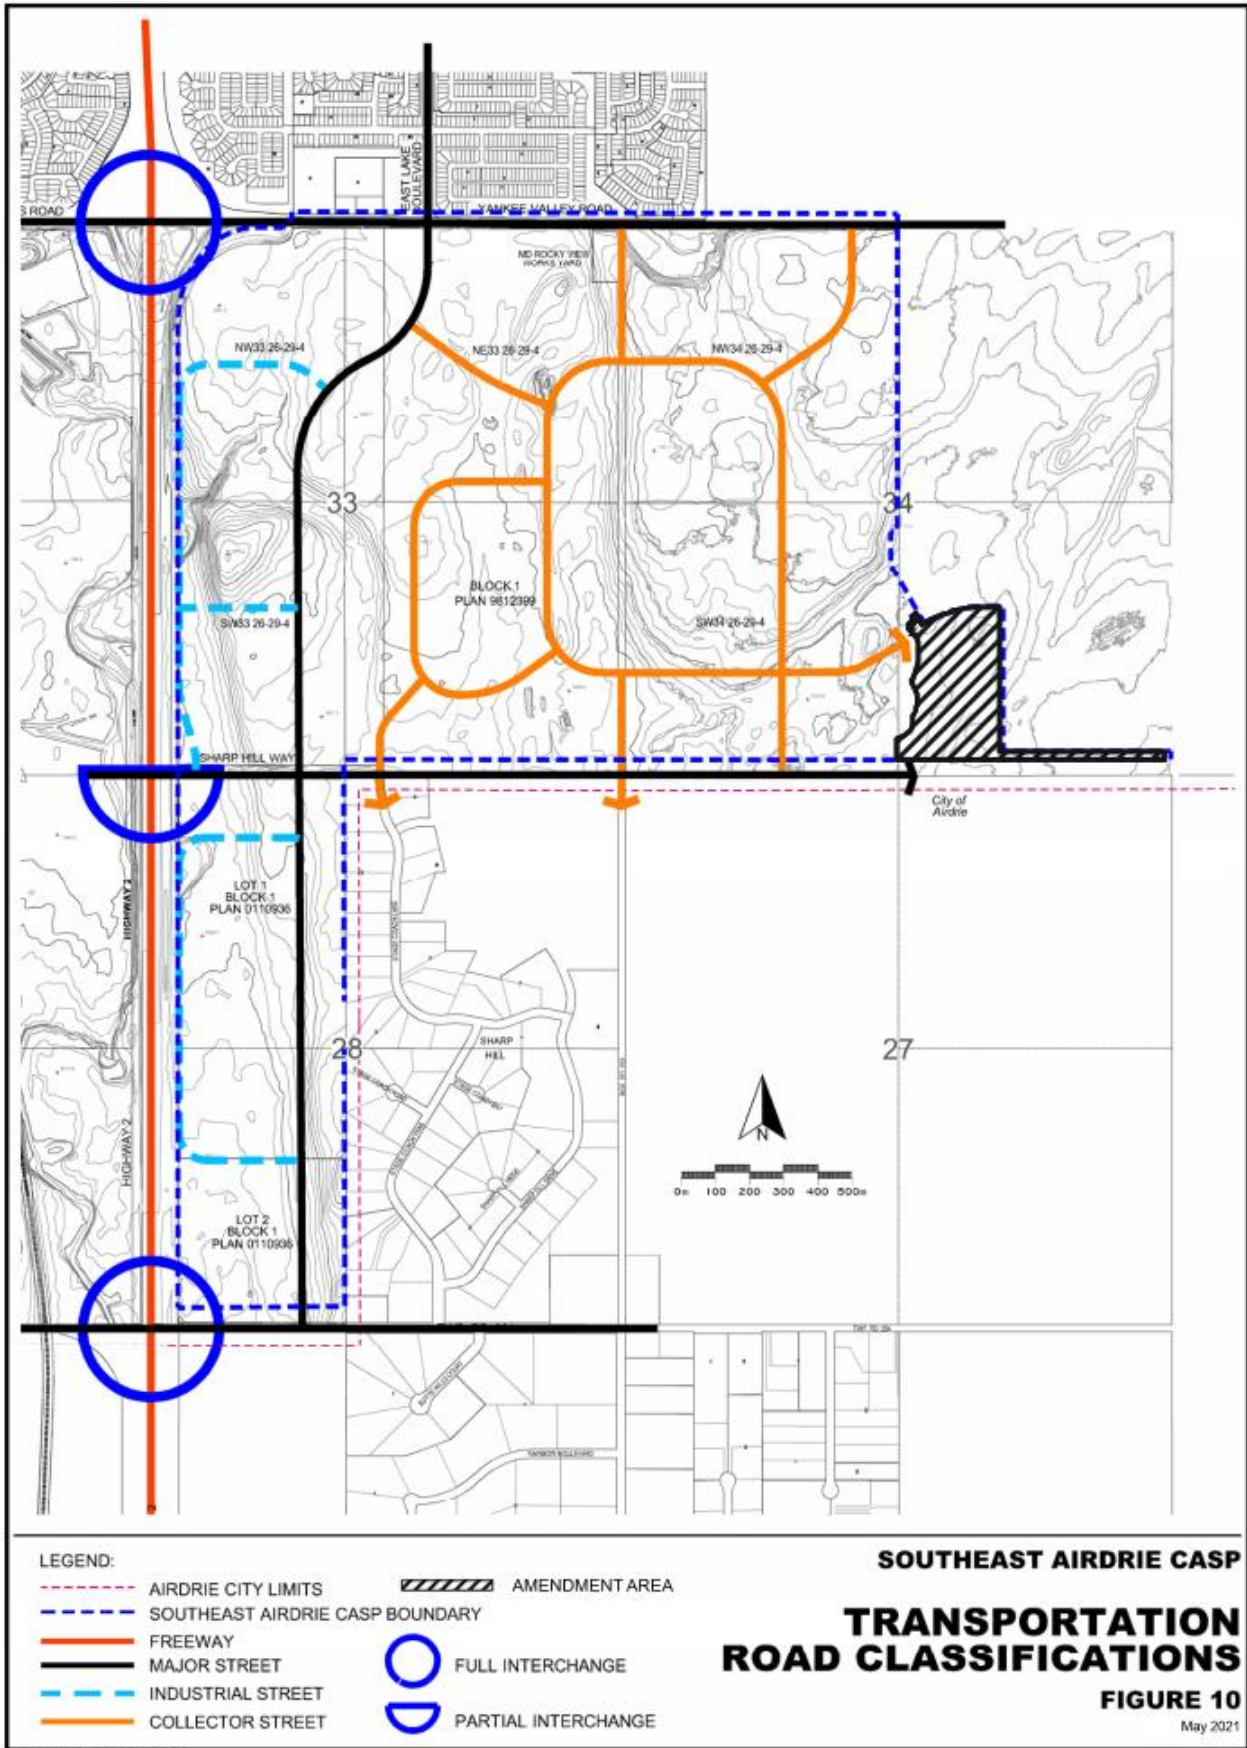 EAST LAKE
BOULEVARD
S ROAD
YANKEE VALLEY ROAD
MD ROCKY VIEW
WORKS YARD
NW33 26-29-4
NE33 26-29-4
NW34 26-29-4
33
34
BLOCK 1
PLAN 9812399
SW33 26-29-4
SW34 26-29-4
SHARP HILL WAY
City of
Airdrie
LOT 1
BLOCK 1
PLAN 0110936
HIGHWAY 2
STAGE COACH LANE
SHARP
HILL
28
27
N
0m 100 200 300 400 500m
HIGHWAY 2
LOT 2
BLOCK 1
PLAN 0110936
2
LEGEND:
AIRDRIE CITY LIMITS
SOUTHEAST AIRDRIE CASP BOUNDARY
FREEWAY
MAJOR STREET
INDUSTRIAL STREET
COLLECTOR STREET
AMENDMENT AREA
FULL INTERCHANGE
PARTIAL INTERCHANGE
SOUTHEAST AIRDRIE CASP
TRANSPORTATION
ROAD CLASSIFICATIONS
FIGURE 10
May 2021